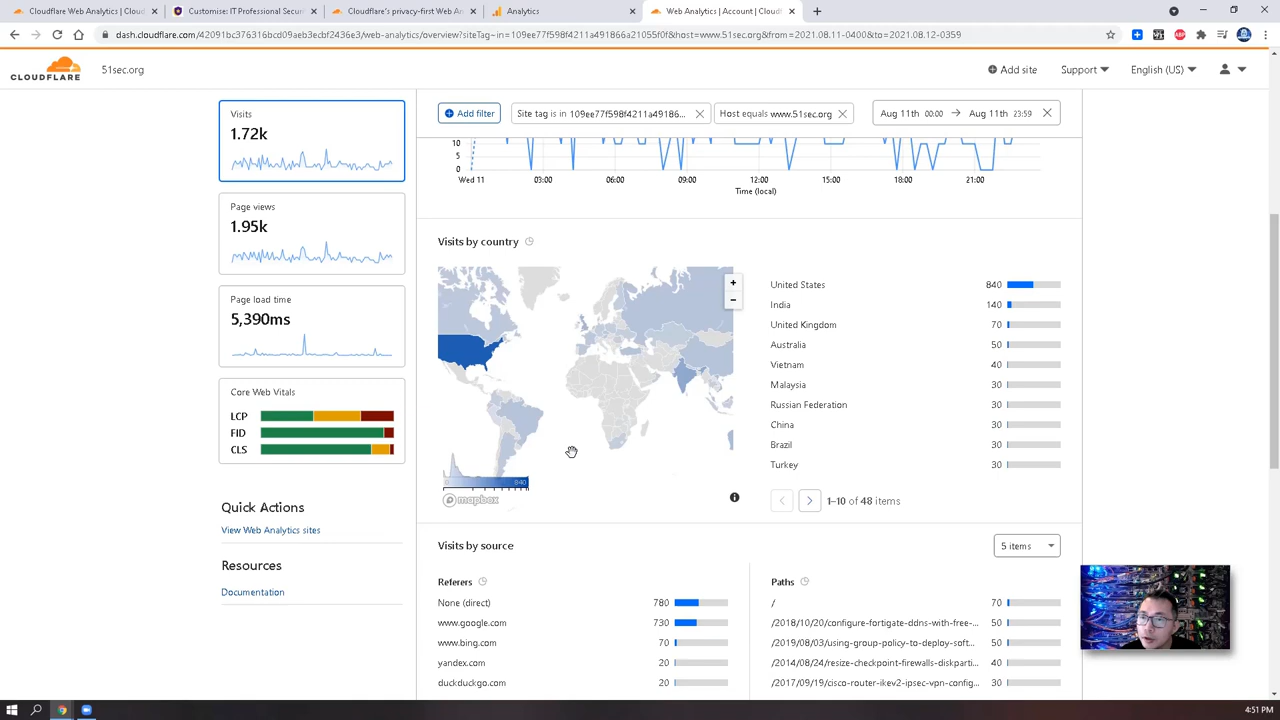 Cloudflare Web Analytics | Cloud
Customise: IT Professional Secur
Cloudflare's privacy-first Web An
Analytics
Web Analytics | Account | Cloudf
dash.cloudflare.com/42091bc376316bcd09aeb3ecbf2436e3/web-analytics/overview?siteTag~in=109ee77f598f4211a491866a21055f0f&host=www.51sec.org&from=2021.08.11-0400&to=2021.08.12-0359
CLOUDFLARE
51sec.org
Add site
Support
English (US)
Visits
1.72k
Page views
1.95k
Page load time
5,390ms
Core Web Vitals
LCP
FID
CLS
Quick Actions
View Web Analytics sites
Resources
Documentation
Add filter
Site tag is in 109ee77f598f4211a49186...
Host equals www.51sec.org
Aug 11th 00:00 → Aug 11th 23:59
10
5
0
Wed 11 03:00 06:00 09:00 12:00 15:00 18:00 21:00
Time (local)
Visits by country
+
−
0 840
mapbox
United States 840
India 140
United Kingdom 70
Australia 50
Vietnam 40
Malaysia 30
Russian Federation 30
China 30
Brazil 30
Turkey 30
1-10 of 48 items
Visits by source
5 items
Referers
None (direct) 780
www.google.com 730
www.bing.com 70
yandex.com 20
duckduckgo.com 20
Paths
/ 70
/2018/10/20/configure-fortigate-ddns-with-free-... 50
/2019/08/03/using-group-policy-to-deploy-soft... 50
/2014/08/24/resize-checkpoint-firewalls-diskparti... 40
/2017/09/19/cisco-router-ikev2-ipsec-vpn-config... 30
4:51 PM